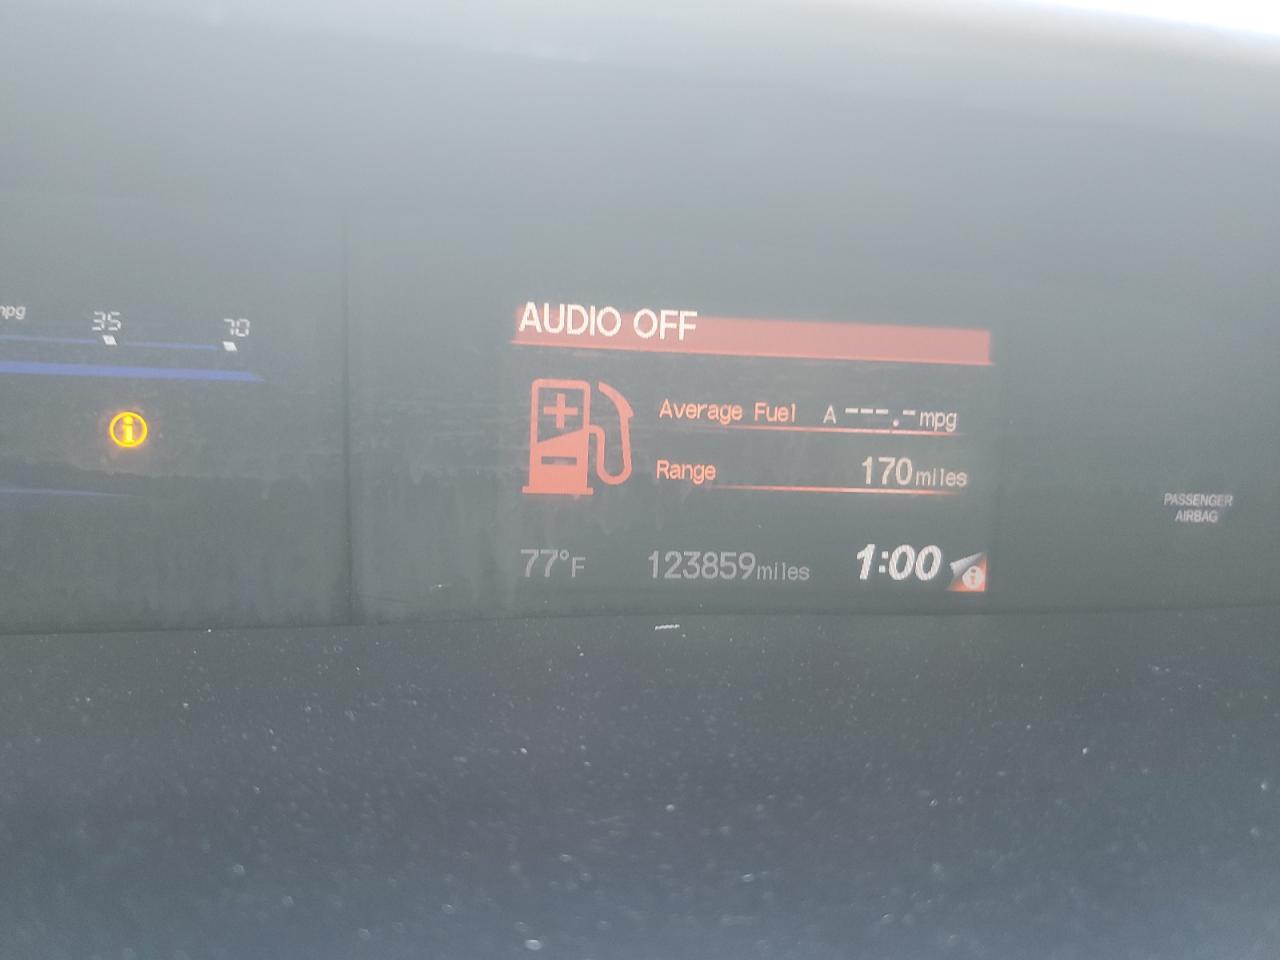 mpg 35 70
AUDIO OFF
Average Fuel A ---.- mpg
Range 170 miles
77°F 123859 miles 1:00
PASSENGER
AIRBAG